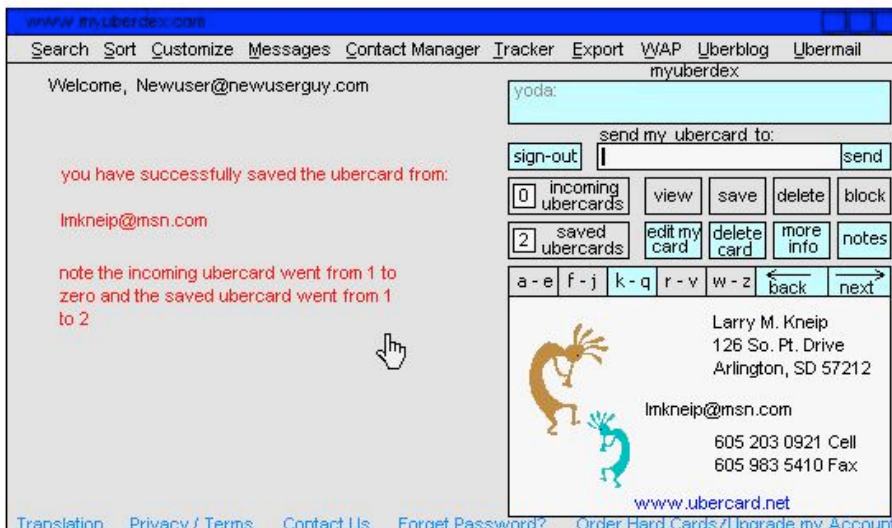 www myuberdex.com
Search Sort Customize Messages Contact Manager Tracker Export WAP Uberblog Ubermail
Welcome, Newuser@newuserguy.com
you have successfully saved the ubercard from:
lmkneip@msn.com
note the incoming ubercard went from 1 to
zero and the saved ubercard went from 1
to 2
myuberdex
yoda:
send my ubercard to:
sign-out send
0 incoming ubercards view save delete block
2 saved ubercards edit my card delete card more info notes
a - e f - j k - q r - v w - z back next
Larry M. Kneip
126 So. Pt. Drive
Arlington, SD 57212
lmkneip@msn.com
605 203 0921 Cell
605 983 5410 Fax
www.ubercard.net
Translation Privacy / Terms Contact Us Forget Password? Order Hard Cards/Upgrade my Account